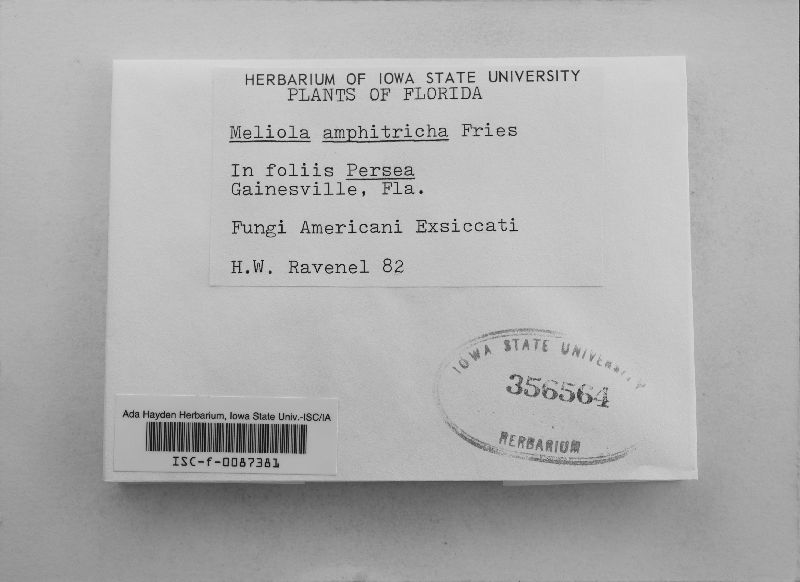 HERBARIUM OF IOWA STATE UNIVERSITY
PLANTS OF FLORIDA
Meliola amphitricha Fries
In foliis Persea
Gainesville, Fla.
Fungi Americani Exsiccati
H.W. Ravenel 82
IOWA STATE UNIVERSITY
356564
HERBARIUM
Ada Hayden Herbarium, Iowa State Univ.-ISC/IA
ISC-f-0087381